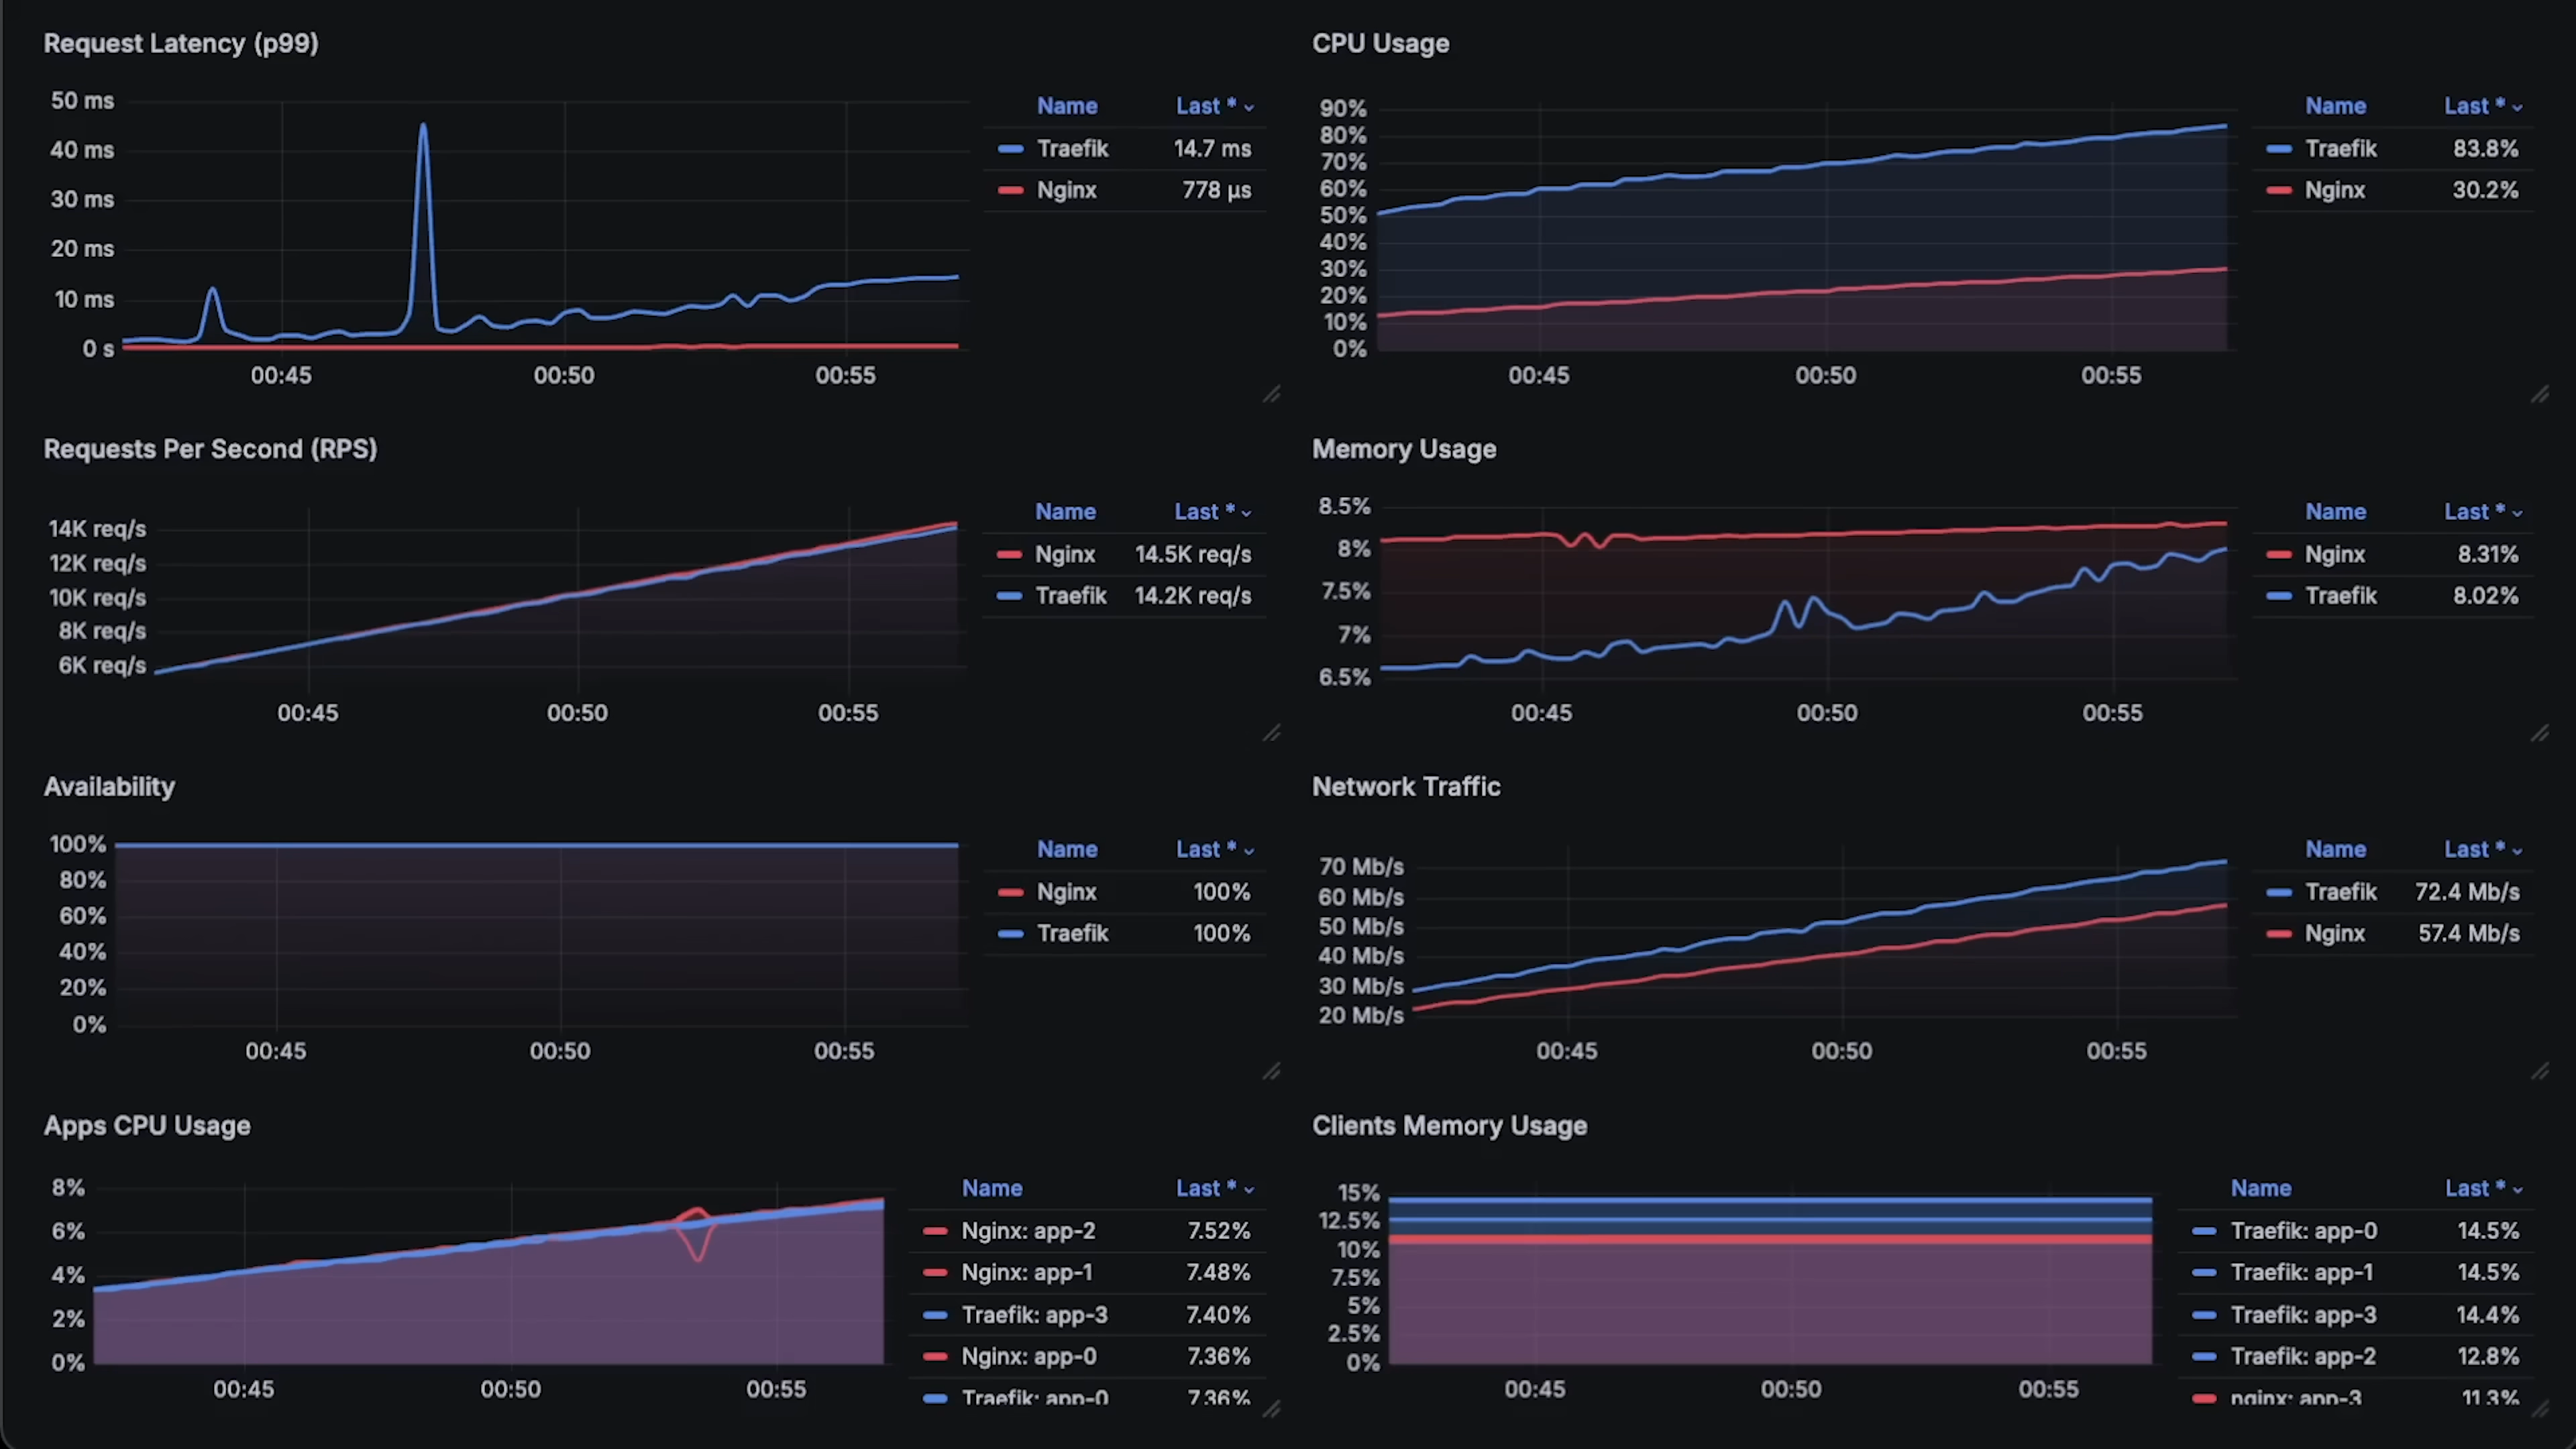 Request Latency (p99)
50 ms
40 ms
30 ms
20 ms
10 ms
0 s
00:45 00:50 00:55
Name Last *
Traefik 14.7 ms
Nginx 778 µs
CPU Usage
90%
80%
70%
60%
50%
40%
30%
20%
10%
0%
00:45 00:50 00:55
Name Last *
Traefik 83.8%
Nginx 30.2%
Requests Per Second (RPS)
14K req/s
12K req/s
10K req/s
8K req/s
6K req/s
00:45 00:50 00:55
Name Last *
Nginx 14.5K req/s
Traefik 14.2K req/s
Memory Usage
8.5%
8%
7.5%
7%
6.5%
00:45 00:50 00:55
Name Last *
Nginx 8.31%
Traefik 8.02%
Availability
100%
80%
60%
40%
20%
0%
00:45 00:50 00:55
Name Last *
Nginx 100%
Traefik 100%
Network Traffic
70 Mb/s
60 Mb/s
50 Mb/s
40 Mb/s
30 Mb/s
20 Mb/s
00:45 00:50 00:55
Name Last *
Traefik 72.4 Mb/s
Nginx 57.4 Mb/s
Apps CPU Usage
8%
6%
4%
2%
0%
00:45 00:50 00:55
Name Last *
Nginx: app-2 7.52%
Nginx: app-1 7.48%
Traefik: app-3 7.40%
Nginx: app-0 7.36%
Traefik: app-0 7.36%
Clients Memory Usage
15%
12.5%
10%
7.5%
5%
2.5%
0%
00:45 00:50 00:55
Name Last *
Traefik: app-0 14.5%
Traefik: app-1 14.5%
Traefik: app-3 14.4%
Traefik: app-2 12.8%
nginx: app-3 11.3%